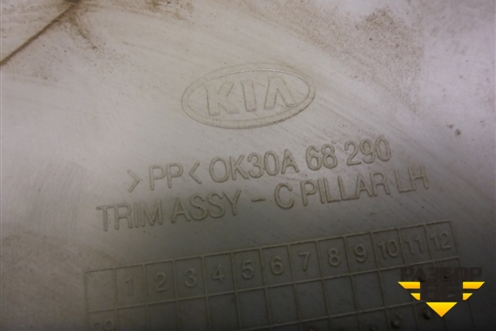 KIA
>PP< 0K30A 68 290
TRIM ASSY - C PILLAR LH
1 2 3 4 5 6 7 8 9 10 11 12
РАЗБОР